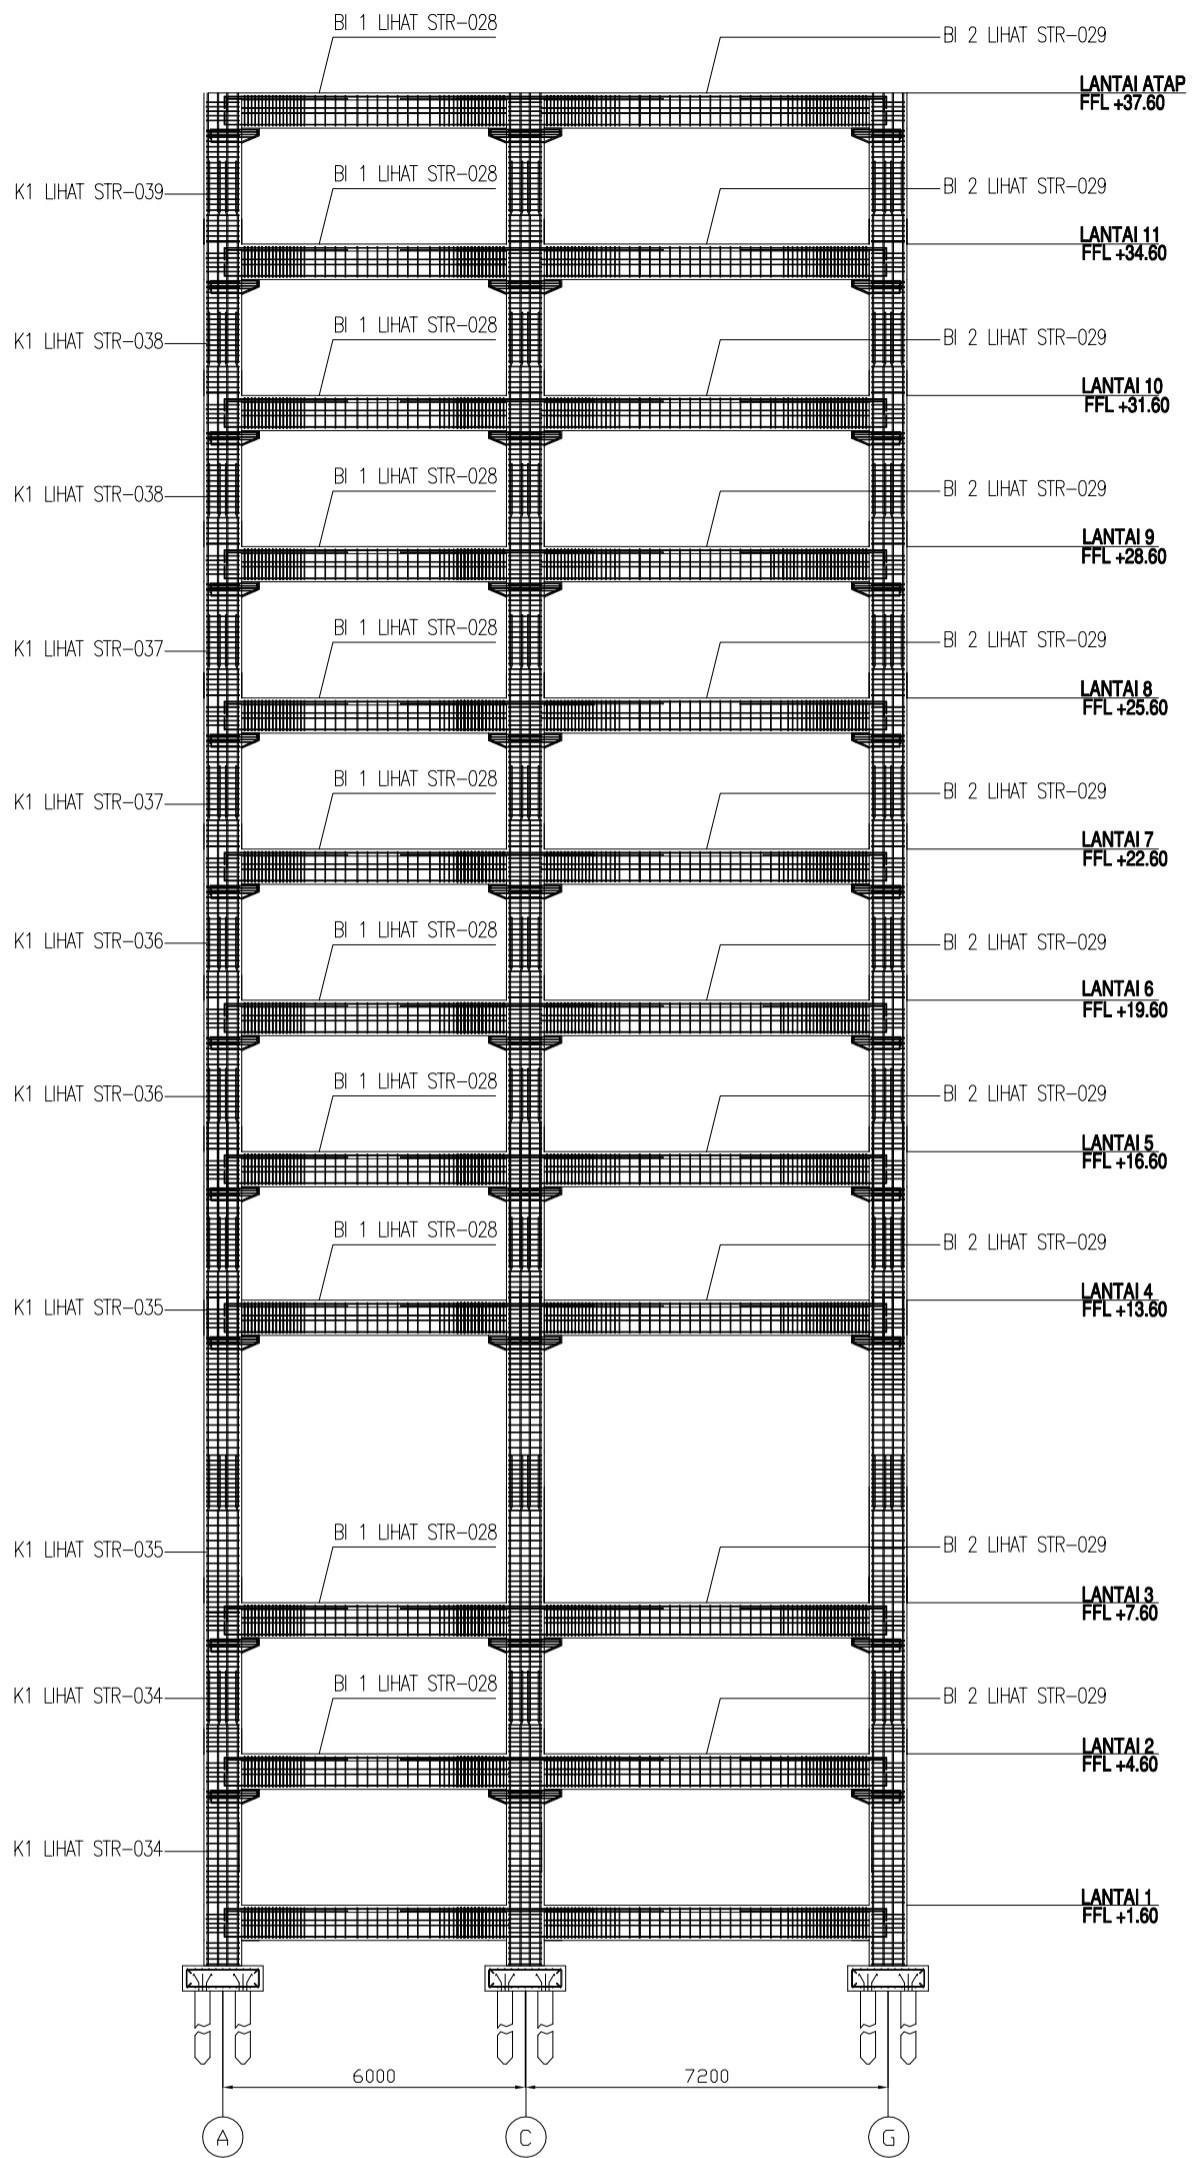 BI 1 LIHAT STR-028
BI 2 LIHAT STR-029
LANTAI ATAP
FFL +37.60
K1 LIHAT STR-039
BI 1 LIHAT STR-028
BI 2 LIHAT STR-029
LANTAI 11
FFL +34.60
K1 LIHAT STR-038
BI 1 LIHAT STR-028
BI 2 LIHAT STR-029
LANTAI 10
FFL +31.60
K1 LIHAT STR-038
BI 1 LIHAT STR-028
BI 2 LIHAT STR-029
LANTAI 9
FFL +28.60
K1 LIHAT STR-037
BI 1 LIHAT STR-028
BI 2 LIHAT STR-029
LANTAI 8
FFL +25.60
K1 LIHAT STR-037
BI 1 LIHAT STR-028
BI 2 LIHAT STR-029
LANTAI 7
FFL +22.60
K1 LIHAT STR-036
BI 1 LIHAT STR-028
BI 2 LIHAT STR-029
LANTAI 6
FFL +19.60
K1 LIHAT STR-036
BI 1 LIHAT STR-028
BI 2 LIHAT STR-029
LANTAI 5
FFL +16.60
BI 1 LIHAT STR-028
BI 2 LIHAT STR-029
LANTAI 4
FFL +13.60
K1 LIHAT STR-035
K1 LIHAT STR-035
BI 1 LIHAT STR-028
BI 2 LIHAT STR-029
LANTAI 3
FFL +7.60
K1 LIHAT STR-034
BI 1 LIHAT STR-028
BI 2 LIHAT STR-029
LANTAI 2
FFL +4.60
K1 LIHAT STR-034
LANTAI 1
FFL +1.60
6000
7200
A
C
G